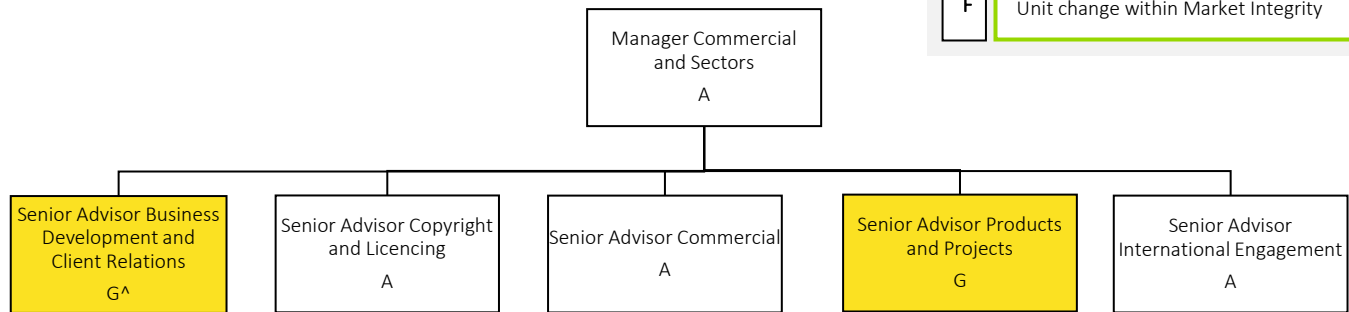 F
Unit change within Market Integrity
Manager Commercial
and Sectors
A
Senior Advisor Business
Development and
Client Relations
G^
Senior Advisor Copyright
and Licencing
A
Senior Advisor Commercial
A
Senior Advisor Products
and Projects
G
Senior Advisor
International Engagement
A